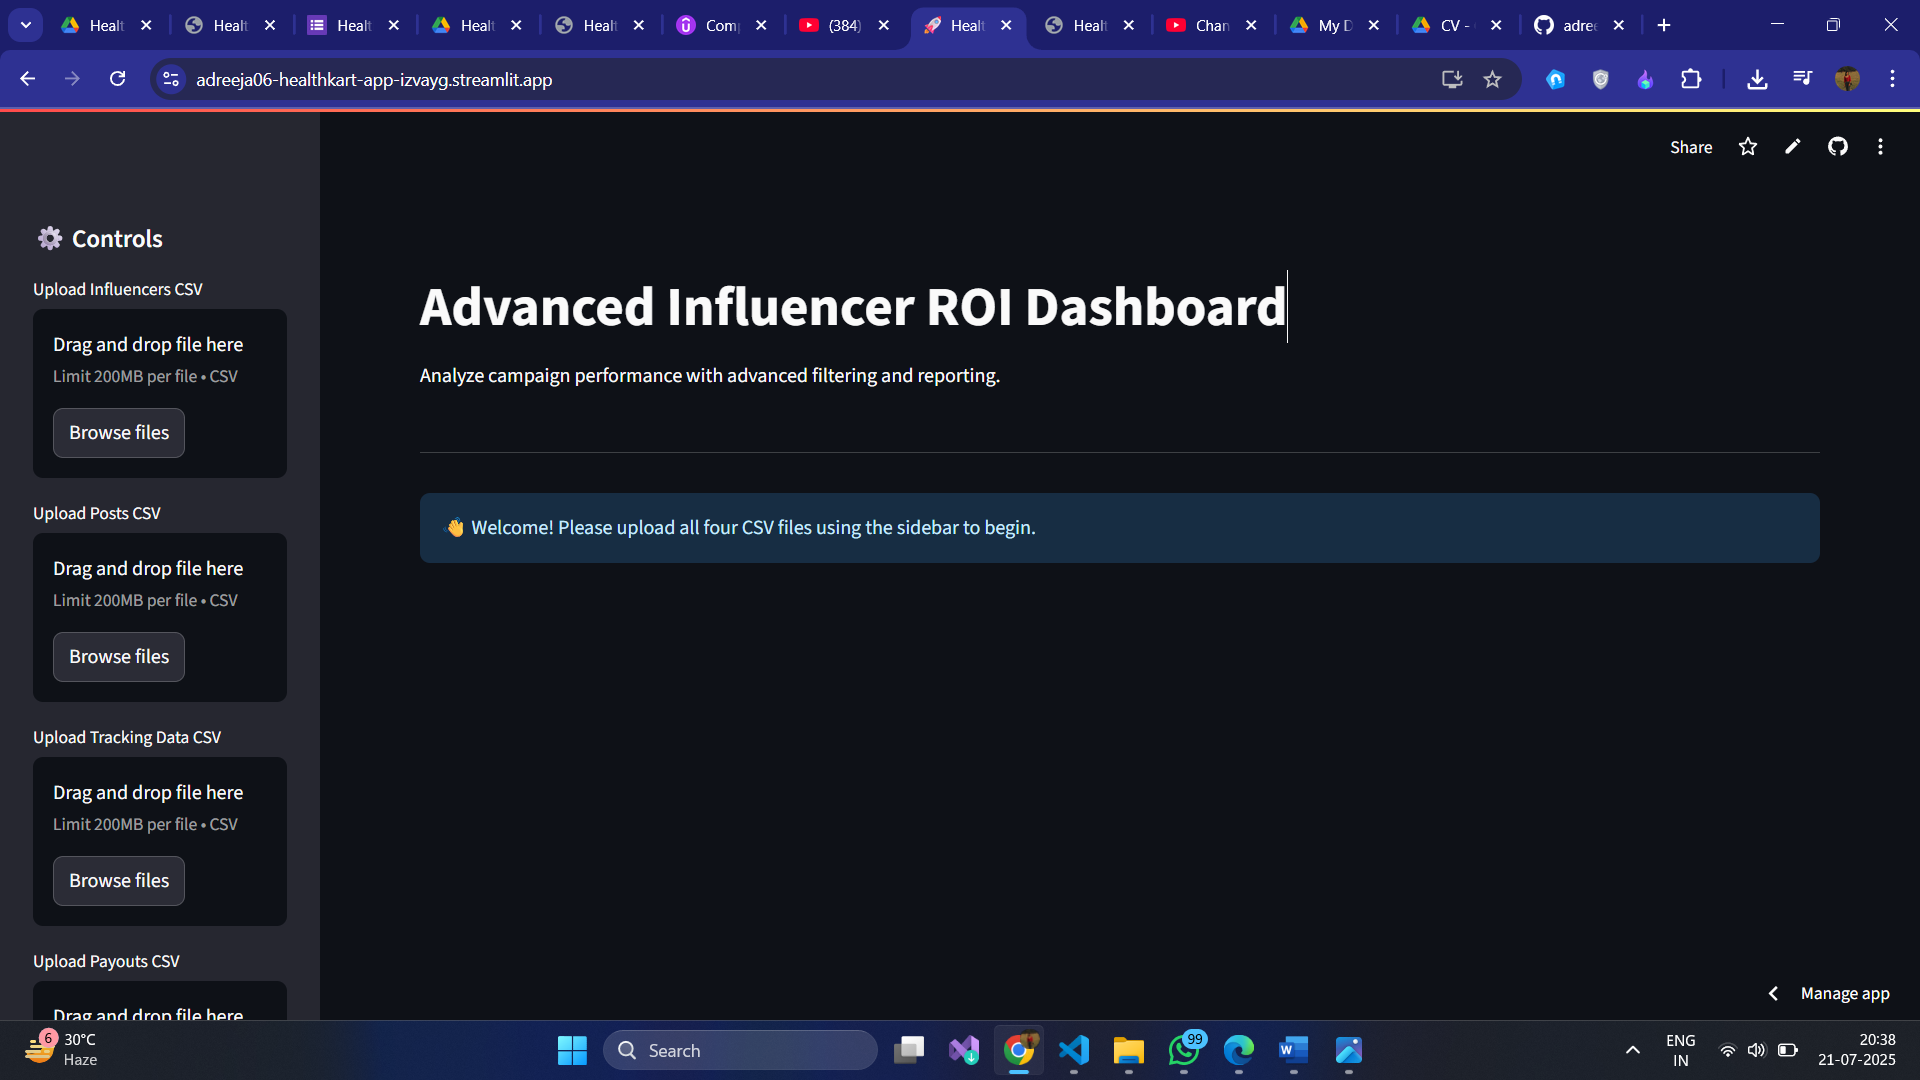 Healt
Healt
Healt
Healt
Healt
Com
(384)
Healt
Healt
Chan
My D
CV -
adree
adreeja06-healthkart-app-izvayg.streamlit.app
Share
Controls
Upload Influencers CSV
Drag and drop file here
Limit 200MB per file • CSV
Browse files
Upload Posts CSV
Drag and drop file here
Limit 200MB per file • CSV
Browse files
Upload Tracking Data CSV
Drag and drop file here
Limit 200MB per file • CSV
Browse files
Upload Payouts CSV
Drag and drop file here
Advanced Influencer ROI Dashboard
Analyze campaign performance with advanced filtering and reporting.
👋 Welcome! Please upload all four CSV files using the sidebar to begin.
Manage app
6
30°C
Haze
Search
99
ENG
IN
20:38
21-07-2025